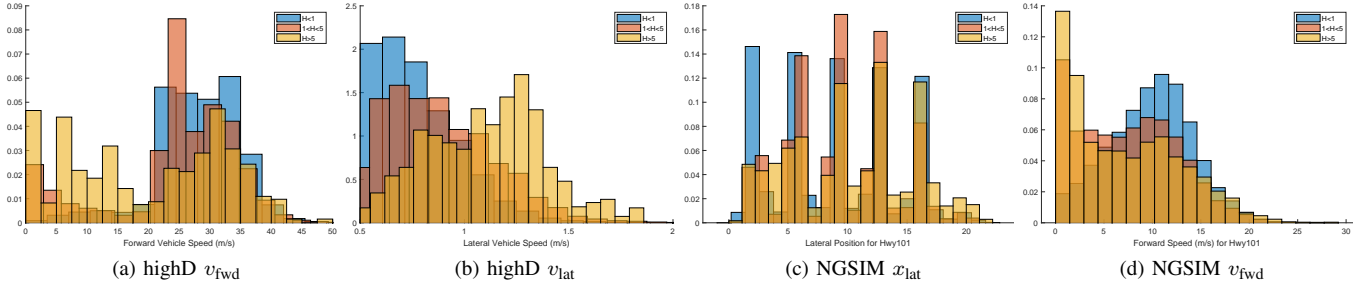 0.09
0.08
0.07
0.06
0.05
0.04
0.03
0.02
0.01
0
0 5 10 15 20 25 30 35 40 45 50
Forward Vehicle Speed (m/s)
H<1
1<H<5
H>5
(a) highD v_fwd
2.5
2
1.5
1
0.5
0
0.5 1 1.5 2
Lateral Vehicle Speed (m/s)
H<1
1<H<5
H>5
(b) highD v_lat
0.18
0.16
0.14
0.12
0.1
0.08
0.06
0.04
0.02
0
0 5 10 15 20
Lateral Position for Hwy101
H<1
1<H<5
H>5
(c) NGSIM x_lat
0.14
0.12
0.1
0.08
0.06
0.04
0.02
0
0 5 10 15 20 25 30
Forward Speed (m/s) for Hwy101
H<1
1<H<5
H>5
(d) NGSIM v_fwd